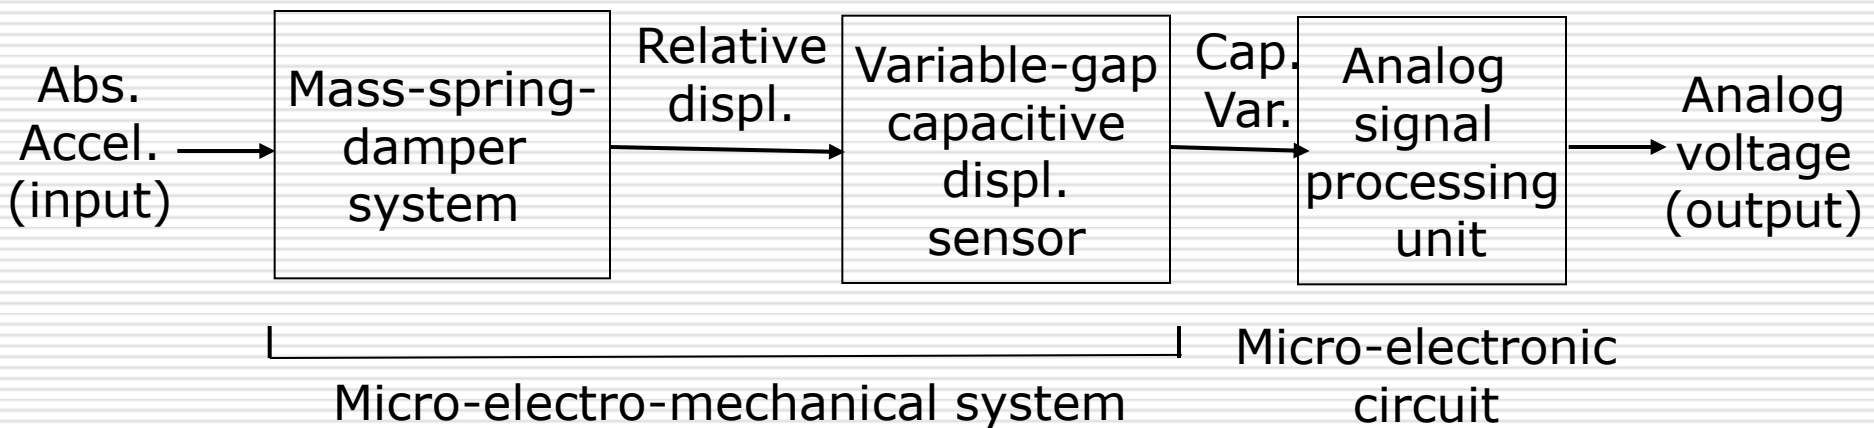 Abs.
Accel.
(input)
Mass-spring-
damper
system
Relative
displ.
Variable-gap
capacitive
displ.
sensor
Cap.
Var.
Analog
signal
processing
unit
Analog
voltage
(output)
Micro-electro-mechanical system
Micro-electronic
circuit